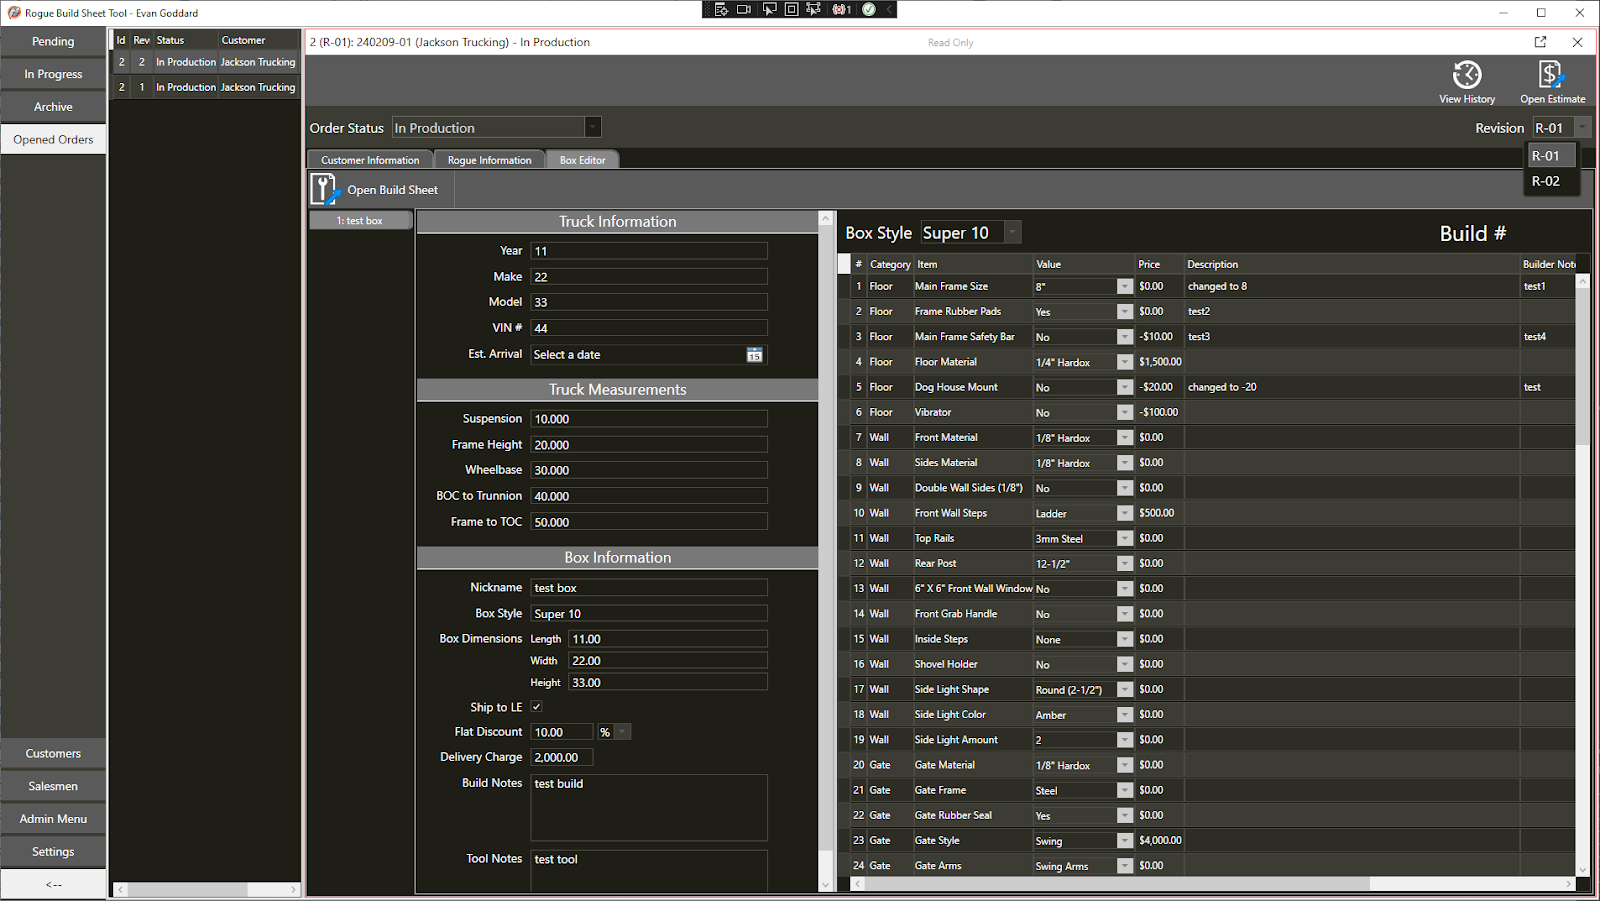 Rogue Build Sheet Tool - Evan Goddard
1
Pending
In Progress
Archive
Opened Orders
Customers
Salesmen
Admin Menu
Settings
<--
Id Rev Status Customer
2 2 In Production Jackson Trucking
2 1 In Production Jackson Trucking
2 (R-01): 240209-01 (Jackson Trucking) - In Production
Read Only
View History
Open Estimate
Order Status In Production
Revision R-01
R-01
R-02
Customer Information Rogue Information Box Editor
Open Build Sheet
1: test box
Truck Information
Year 11
Make 22
Model 33
VIN # 44
Est. Arrival Select a date 15
Truck Measurements
Suspension 10.000
Frame Height 20.000
Wheelbase 30.000
BOC to Trunnion 40.000
Frame to TOC 50.000
Box Information
Nickname test box
Box Style Super 10
Box Dimensions Length 11.00
Width 22.00
Height 33.00
Ship to LE
Flat Discount 10.00 %
Delivery Charge 2,000.00
Build Notes test build
Tool Notes test tool
Box Style Super 10
Build #
# Category Item Value Price Description Builder Not
1 Floor Main Frame Size 8" $0.00 changed to 8 test1
2 Floor Frame Rubber Pads Yes $0.00 test2
3 Floor Main Frame Safety Bar No -$10.00 test3 test4
4 Floor Floor Material 1/4" Hardox $1,500.00
5 Floor Dog House Mount No -$20.00 changed to -20 test
6 Floor Vibrator No -$100.00
7 Wall Front Material 1/8" Hardox $0.00
8 Wall Sides Material 1/8" Hardox $0.00
9 Wall Double Wall Sides (1/8") No $0.00
10 Wall Front Wall Steps Ladder $500.00
11 Wall Top Rails 3mm Steel $0.00
12 Wall Rear Post 12-1/2" $0.00
13 Wall 6" X 6" Front Wall Window No $0.00
14 Wall Front Grab Handle No $0.00
15 Wall Inside Steps None $0.00
16 Wall Shovel Holder No $0.00
17 Wall Side Light Shape Round (2-1/2") $0.00
18 Wall Side Light Color Amber $0.00
19 Wall Side Light Amount 2 $0.00
20 Gate Gate Material 1/8" Hardox $0.00
21 Gate Gate Frame Steel $0.00
22 Gate Gate Rubber Seal Yes $0.00
23 Gate Gate Style Swing $4,000.00
24 Gate Gate Arms Swing Arms $0.00